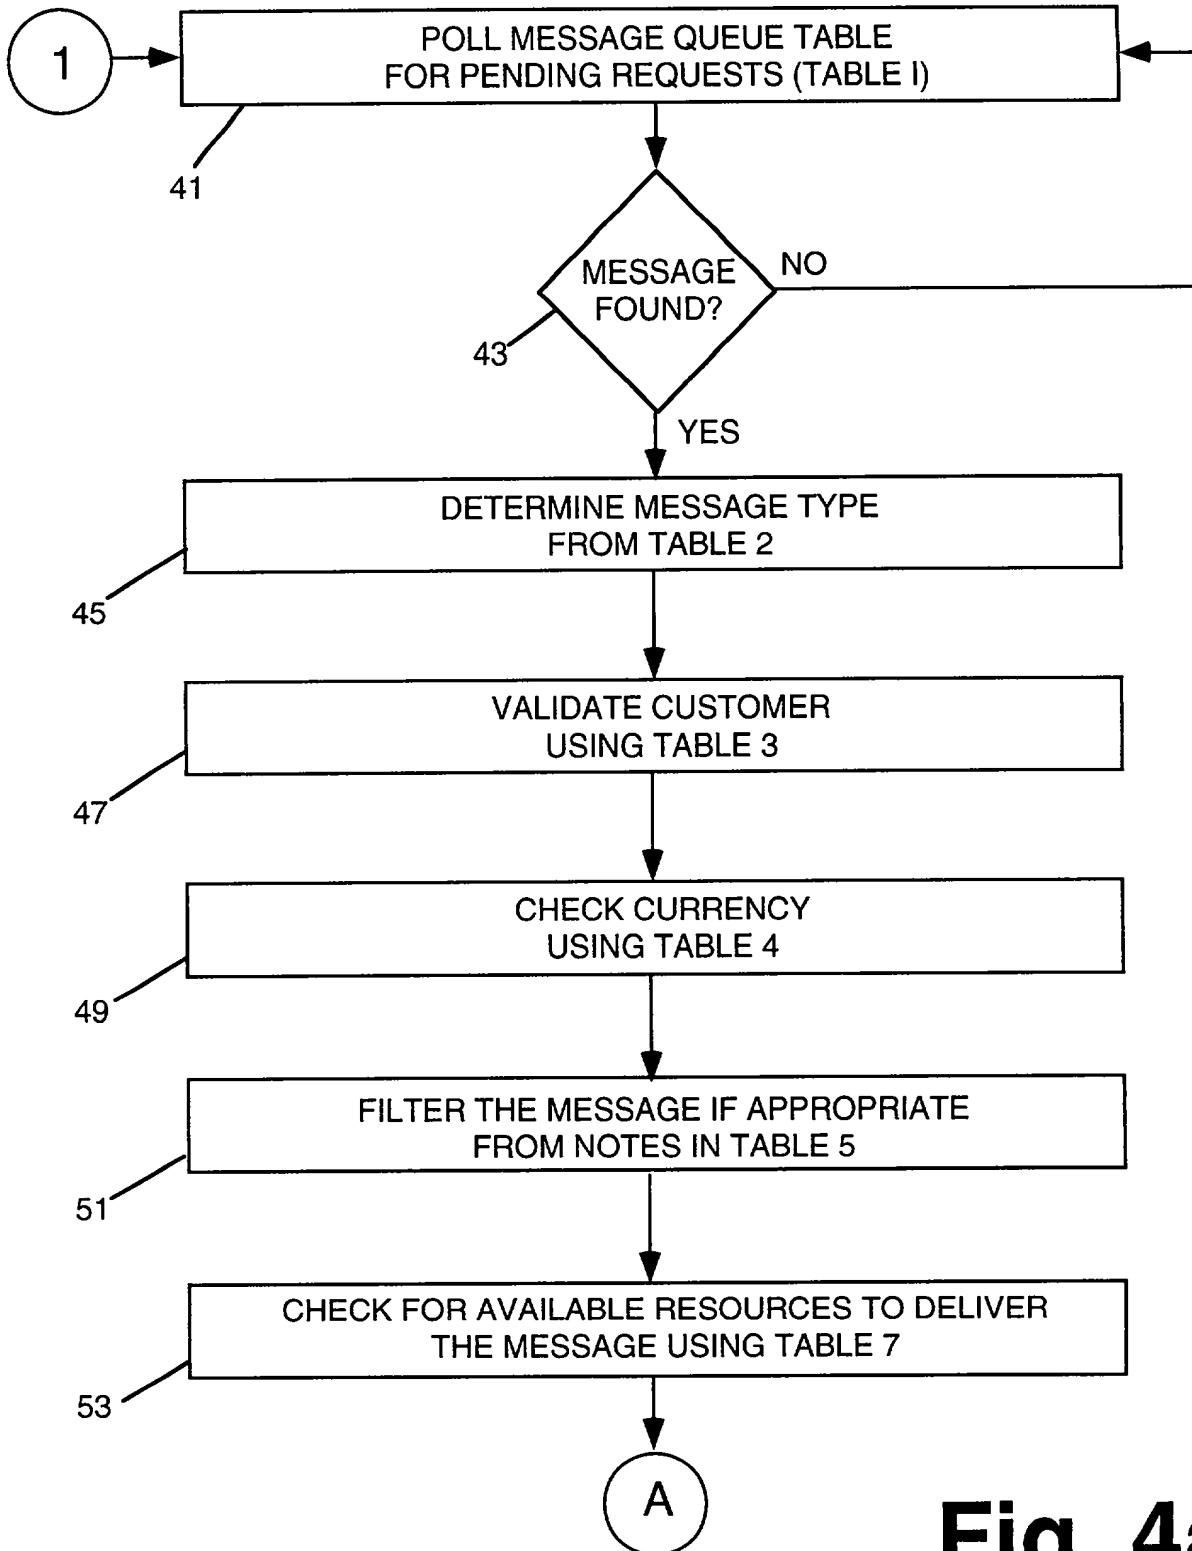 1
POLL MESSAGE QUEUE TABLE
FOR PENDING REQUESTS (TABLE I)
41
MESSAGE
FOUND?
NO
43
YES
DETERMINE MESSAGE TYPE
FROM TABLE 2
45
VALIDATE CUSTOMER
USING TABLE 3
47
CHECK CURRENCY
USING TABLE 4
49
FILTER THE MESSAGE IF APPROPRIATE
FROM NOTES IN TABLE 5
51
CHECK FOR AVAILABLE RESOURCES TO DELIVER
THE MESSAGE USING TABLE 7
53
A
Fig. 4a